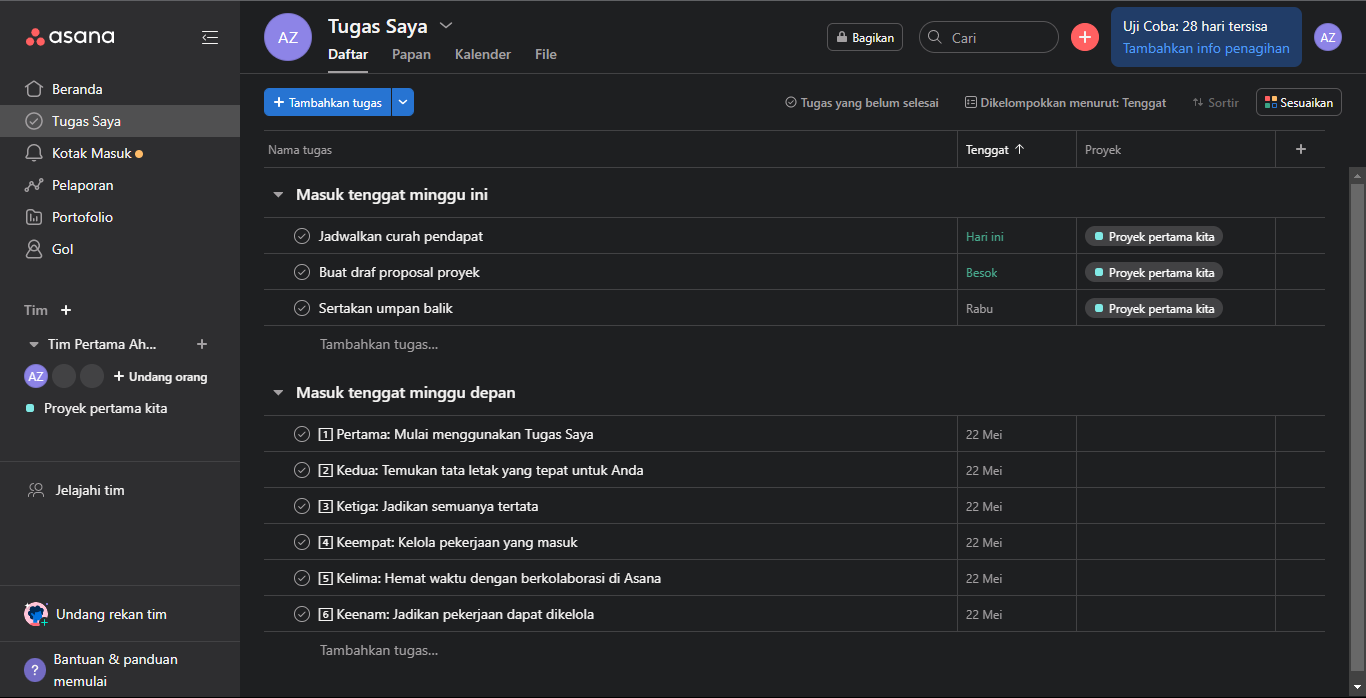 asana
Beranda
Tugas Saya
Kotak Masuk
Pelaporan
Portofolio
Gol
Tim +
Tim Pertama Ah... +
AZ + Undang orang
Proyek pertama kita
Jelajahi tim
Undang rekan tim
? Bantuan & panduan
memulai
AZ
Tugas Saya
Daftar Papan Kalender File
Bagikan
Cari
+
Uji Coba: 28 hari tersisa
Tambahkan info penagihan
AZ
+ Tambahkan tugas
Tugas yang belum selesai
Dikelompokkan menurut: Tenggat
↑↓ Sortir
Sesuaikan
Nama tugas Tenggat ↑ Proyek +
Masuk tenggat minggu ini
Jadwalkan curah pendapat Hari ini Proyek pertama kita
Buat draf proposal proyek Besok Proyek pertama kita
Sertakan umpan balik Rabu Proyek pertama kita
Tambahkan tugas...
Masuk tenggat minggu depan
1 Pertama: Mulai menggunakan Tugas Saya 22 Mei
2 Kedua: Temukan tata letak yang tepat untuk Anda 22 Mei
3 Ketiga: Jadikan semuanya tertata 22 Mei
4 Keempat: Kelola pekerjaan yang masuk 22 Mei
5 Kelima: Hemat waktu dengan berkolaborasi di Asana 22 Mei
6 Keenam: Jadikan pekerjaan dapat dikelola 22 Mei
Tambahkan tugas...